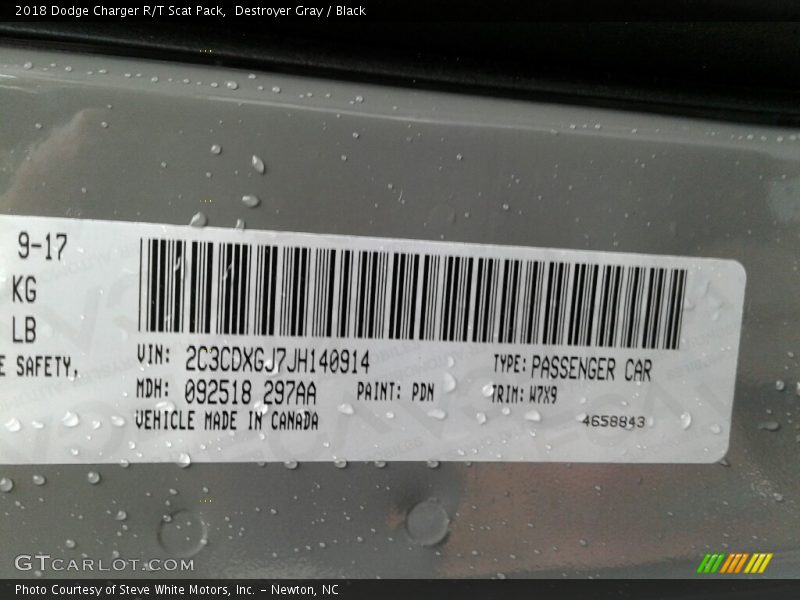 2018 Dodge Charger R/T Scat Pack,  Destroyer Gray / Black
9-17
KG
LB
E SAFETY,
VIN: 2C3CDXGJ7JH140914
TYPE: PASSENGER CAR
MDH: 092518 297AA
PAINT: PDN
TRIM: W7X9
VEHICLE MADE IN CANADA
4658843
GTCARLOT.COM
Photo Courtesy of Steve White Motors, Inc. – Newton, NC